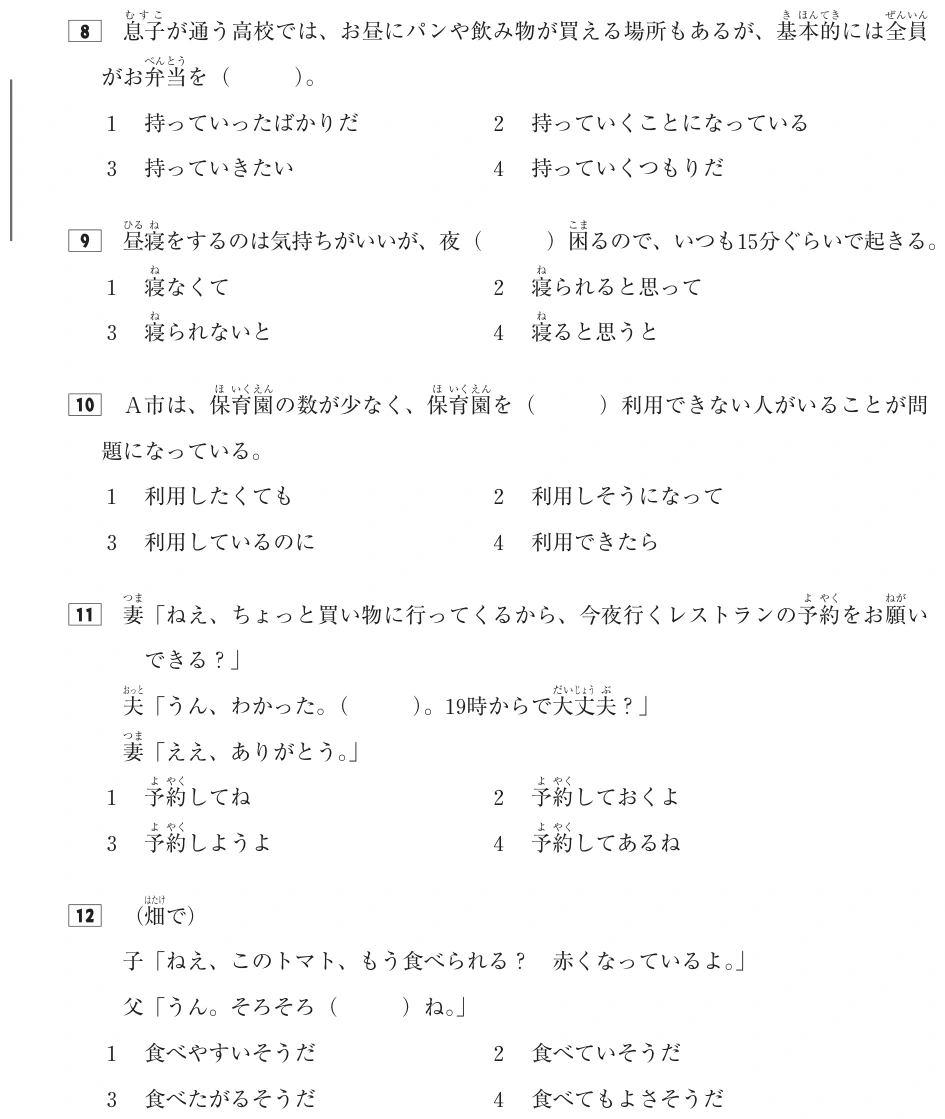 8 息子が通う高校では、お昼にパンや飲み物が買える場所もあるが、基本的には全員
がお弁当を（　　　）。
1 持っていったばかりだ　2 持っていくことになっている
3 持っていきたい　4 持っていくつもりだ
9 昼寝をするのは気持ちがいいが、夜（　　　）困るので、いつも15分ぐらいで起きる。
1 寝なくて　2 寝られると思って
3 寝られないと　4 寝ると思うと
10 A市は、保育園の数が少なく、保育園を（　　　）利用できない人がいることが問
題になっている。
1 利用したくても　2 利用しそうになって
3 利用しているのに　4 利用できたら
11 妻「ねえ、ちょっと買い物に行ってくるから、今夜行くレストランの予約をお願い
できる？」
夫「うん、わかった。（　　　）。19時からで大丈夫？」
妻「ええ、ありがとう。」
1 予約してね　2 予約しておくよ
3 予約しようよ　4 予約してあるね
12 （畑で）
子「ねえ、このトマト、もう食べられる？　赤くなっているよ。」
父「うん。そろそろ（　　　）ね。」
1 食べやすいそうだ　2 食べていそうだ
3 食べたがるそうだ　4 食べてもよさそうだ